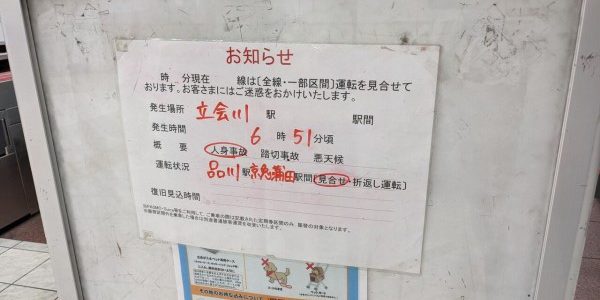 お知らせ
時 分現在 線は〔全線・一部区間〕運転を見合せて
おります。お客さまにはご迷惑をおかけいたします。
発生場所 立会川 駅 駅間
発生時間 6 時 51 分頃
概 要 人身事故 踏切事故 悪天候
運転状況 品川 駅 京急蒲田 駅間〔見合せ・折返し運転〕
復旧見込時間